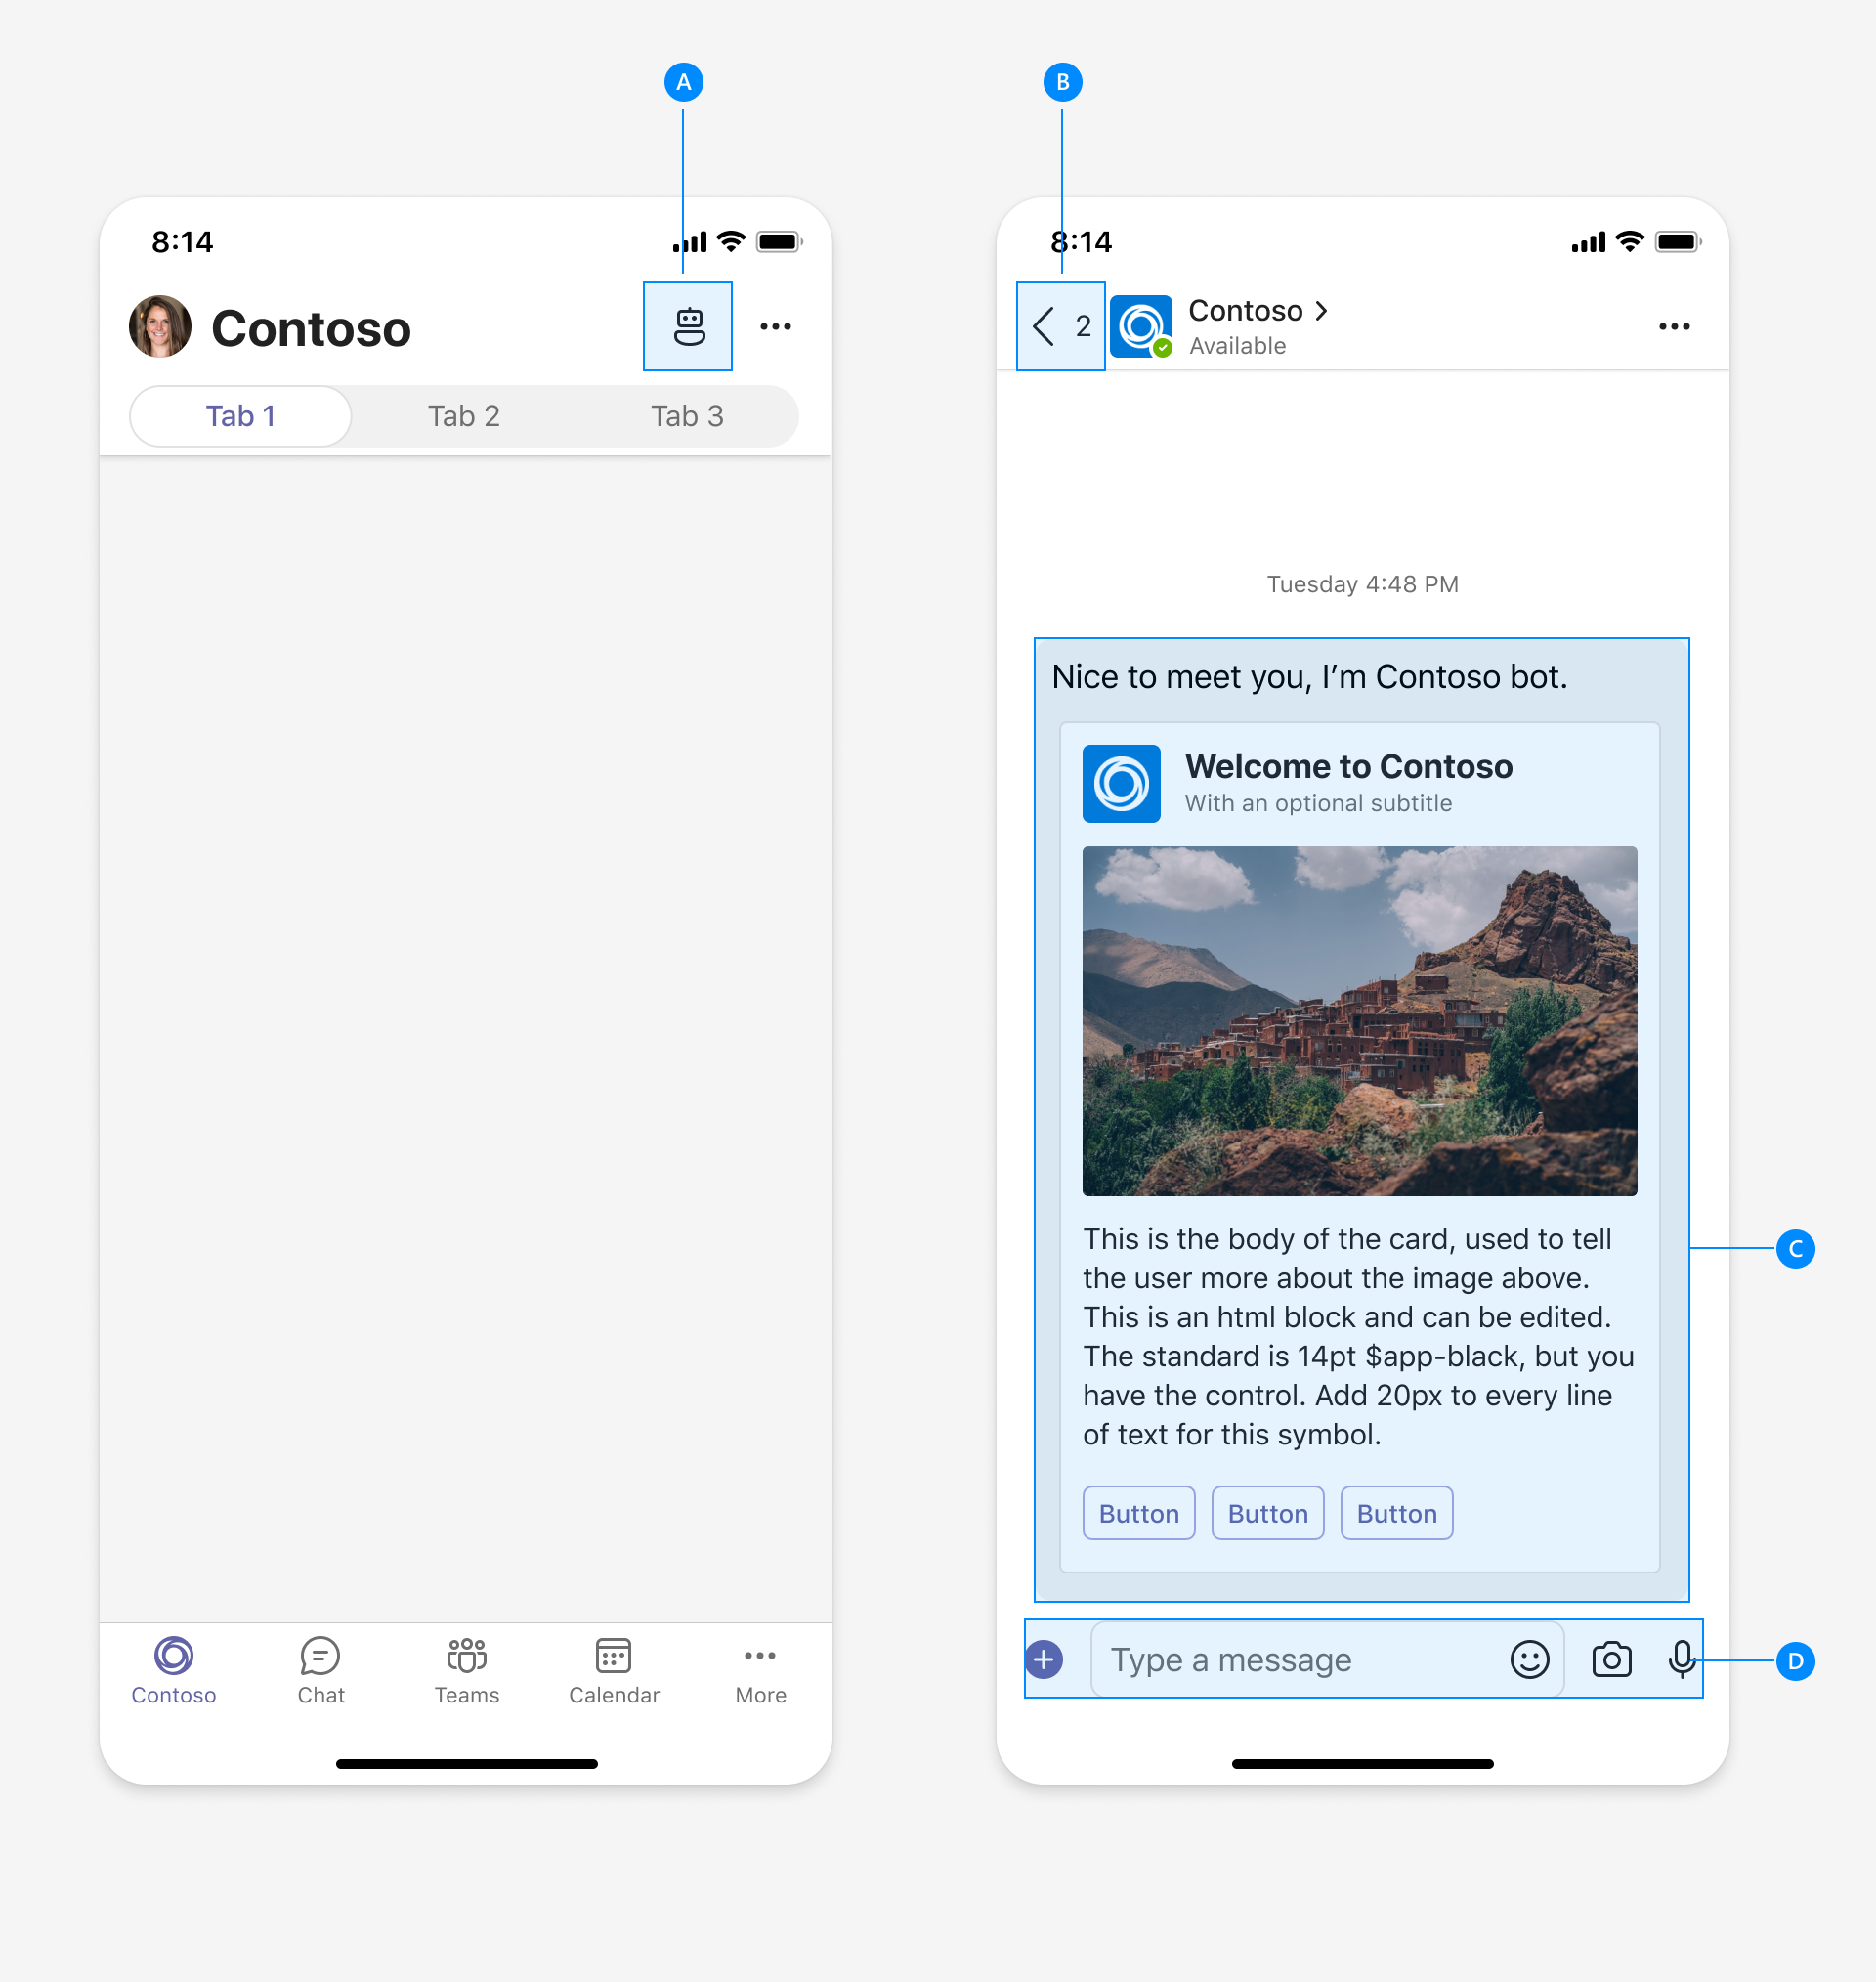 A
B
8:14
Contoso
Tab 1
Tab 2
Tab 3
Contoso
Chat
Teams
Calendar
More
8:14
2
Contoso
Available
Tuesday 4:48 PM
Nice to meet you, I’m Contoso bot.
Welcome to Contoso
With an optional subtitle
This is the body of the card, used to tell
the user more about the image above.
This is an html block and can be edited.
The standard is 14pt $app-black, but you
have the control. Add 20px to every line
of text for this symbol.
Button
Button
Button
C
Type a message
D